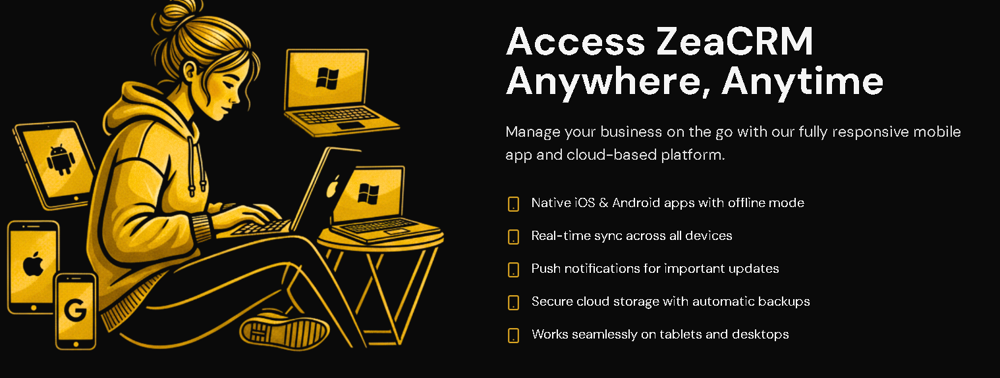 Access ZeaCRM
Anywhere, Anytime
Manage your business on the go with our fully responsive mobile
app and cloud-based platform.
Native iOS & Android apps with offline mode
Real-time sync across all devices
Push notifications for important updates
Secure cloud storage with automatic backups
Works seamlessly on tablets and desktops
G